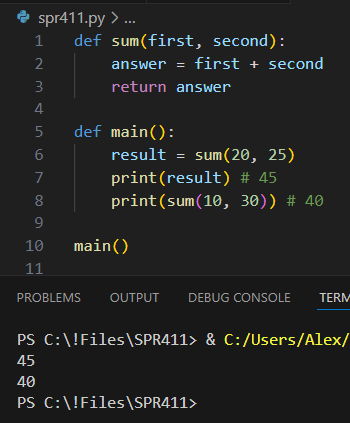 spr411.py > ...
1 def sum(first, second):
2     answer = first + second
3     return answer
4
5 def main():
6     result = sum(20, 25)
7     print(result) # 45
8     print(sum(10, 30)) # 40
9
10 main()
11
PROBLEMS OUTPUT DEBUG CONSOLE TERM
PS C:\!Files\SPR411> & C:/Users/Alex/
45
40
PS C:\!Files\SPR411>